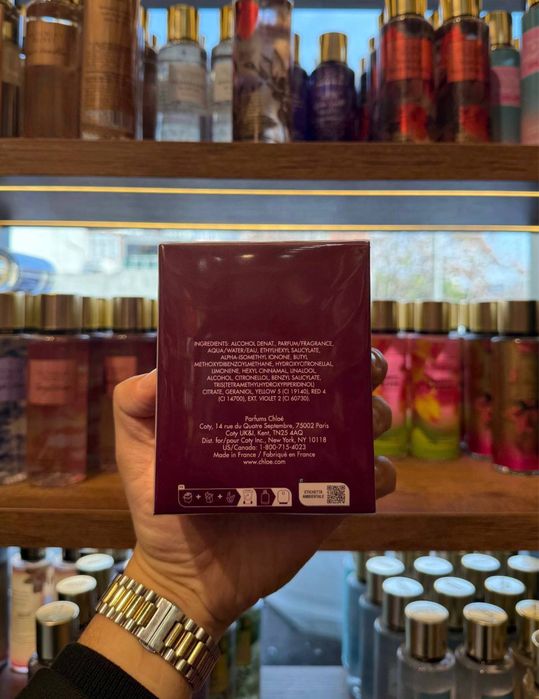 INGREDIENTS: ALCOHOL DENAT., PARFUM/FRAGRANCE,
AQUA/WATER/EAU, ETHYLHEXYL SALICYLATE,
ALPHA-ISOMETHYL IONONE, BUTYL
METHOXYDIBENZOYLMETHANE, HYDROXYCITRONELLAL,
LIMONENE, HEXYL CINNAMAL, LINALOOL,
ALCOHOL, CITRONELLOL, BENZYL SALICYLATE,
TRIS(TETRAMETHYLHYDROXYPIPERIDINOL)
CITRATE, GERANIOL, YELLOW 5 (CI 19140), RED 4
(CI 14700), EXT. VIOLET 2 (CI 60730).
Parfums Chloé
Coty, 14 rue du Quatre Septembre, 75002 Paris
Coty UK&I, Kent, TN25 4AQ
Dist. for/pour Coty Inc., New York, NY 10118
US/Canada: 1-800-715-4023
Made in France / Fabriqué en France
www.chloe.com
ETICHETTA
AMBIENTALE